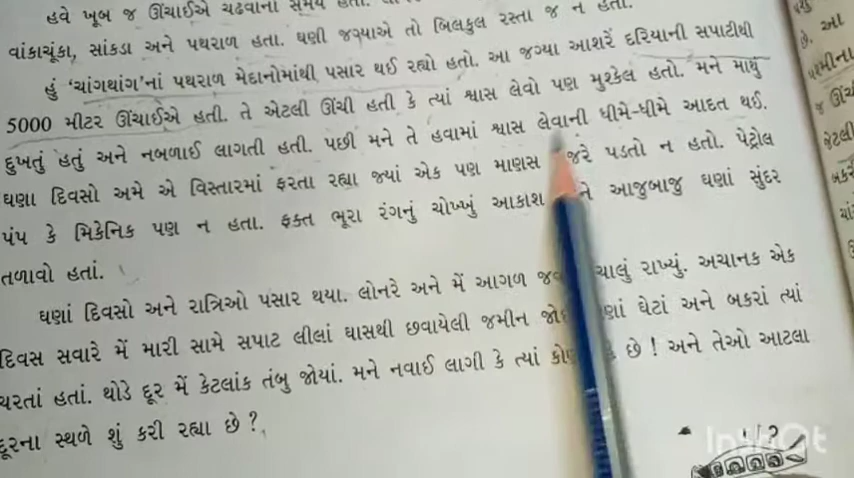 હવે ખૂબ જ ઊંચાઈએ ચઢવાનો સમય હતો.
વાંકાચૂંકા, સાંકડા અને પથરાળ હતા. ઘણી જગ્યાએ તો બિલકુલ રસ્તા જ ન હતા.
હું 'ચાંગથાંગ'નાં પથરાળ મેદાનોમાંથી પસાર થઈ રહ્યો હતો. આ જગ્યા આશરેં દરિયાની સપાટીથી
5000 મીટર ઊંચાઈએ હતી. તે એટલી ઊંચી હતી કે ત્યાં શ્વાસ લેવો પણ મુશ્કેલ હતો. મને માથું
દુખતું હતું અને નબળાઈ લાગતી હતી. પછી મને તે હવામાં શ્વાસ લેવાની ધીમે-ધીમે આદત થઈ.
ઘણા દિવસો અમે એ વિસ્તારમાં ફરતા રહ્યા જ્યાં એક પણ માણસ પડતો ન હતો. પેટ્રોલ
પંપ કે મિકેનિક પણ ન હતા. ફક્ત ભૂરા રંગનું ચોખ્ખું આકાશ આજુબાજુ ઘણાં સુંદર
તળાવો હતાં.
ઘણાં દિવસો અને રાત્રિઓ પસાર થયા. લોનરે અને મેં આગળ ચાલું રાખ્યું. અચાનક એક
દિવસ સવારે મેં મારી સામે સપાટ લીલાં ઘાસથી છવાયેલી જમીન ઘેટાં અને બકરાં ત્યાં
ચરતાં હતાં. થોડે દૂર મેં કેટલાંક તંબુ જોયાં. મને નવાઈ લાગી કે ત્યાં છે ! અને તેઓ આટલા
દૂરના સ્થળે શું કરી રહ્યા છે ?
છે. આ
જ ઊંચ
InShOt